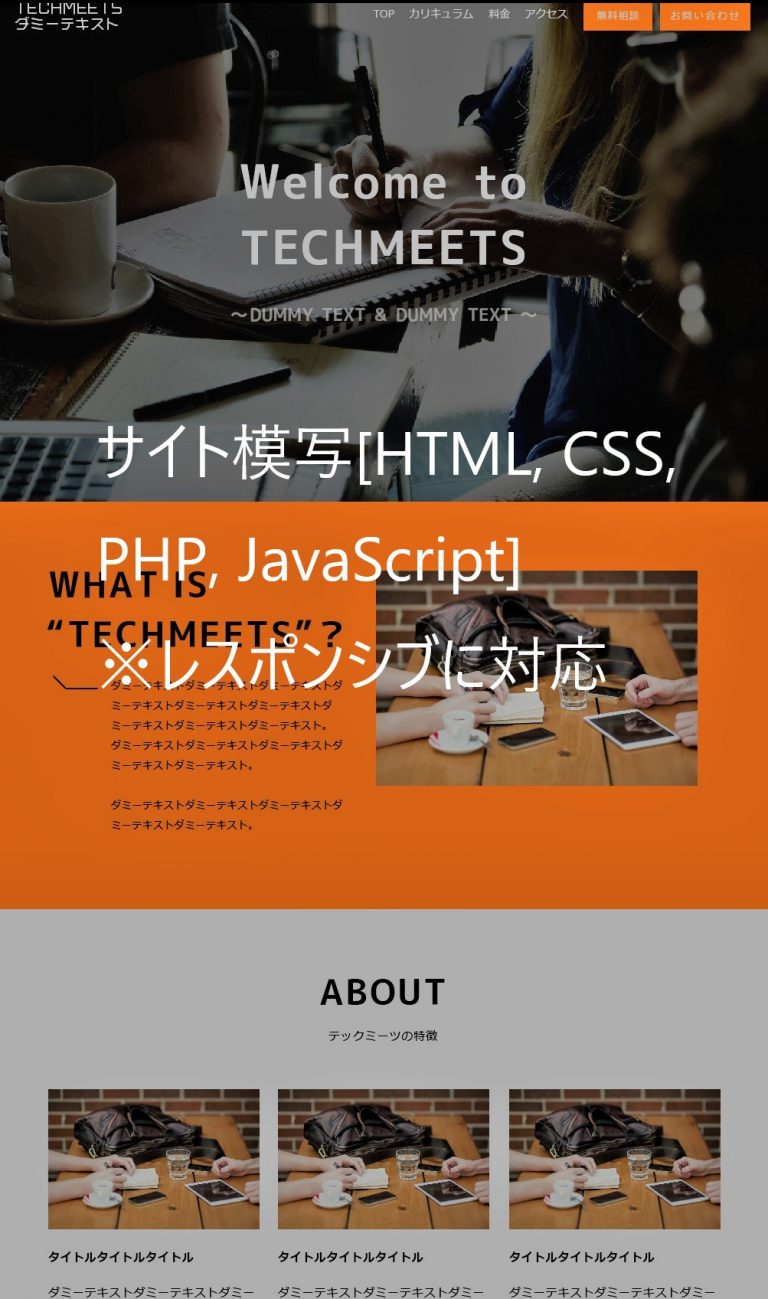 TECHMEETS
ダミーテキスト
TOP カリキュラム 料金 アクセス 無料相談 お問い合わせ
Welcome to
TECHMEETS
〜DUMMY TEXT & DUMMY TEXT 〜
サイト模写[HTML, CSS,
PHP, JavaScript]
※レスポンシブに対応
WHAT IS
“TECHMEETS”?
ダミーテキストダミーテキストダミーテキストダ
ミーテキストダミーテキストダミーテキストダ
ミーテキストダミーテキストダミーテキスト。
ダミーテキストダミーテキストダミーテキストダ
ミーテキストダミーテキスト。
ダミーテキストダミーテキストダミーテキストダ
ミーテキストダミーテキスト。
ABOUT
テックミーツの特徴
タイトルタイトルタイトル
ダミーテキストダミーテキストダミー
タイトルタイトルタイトル
ダミーテキストダミーテキストダミー
タイトルタイトルタイトル
ダミーテキストダミーテキストダミー